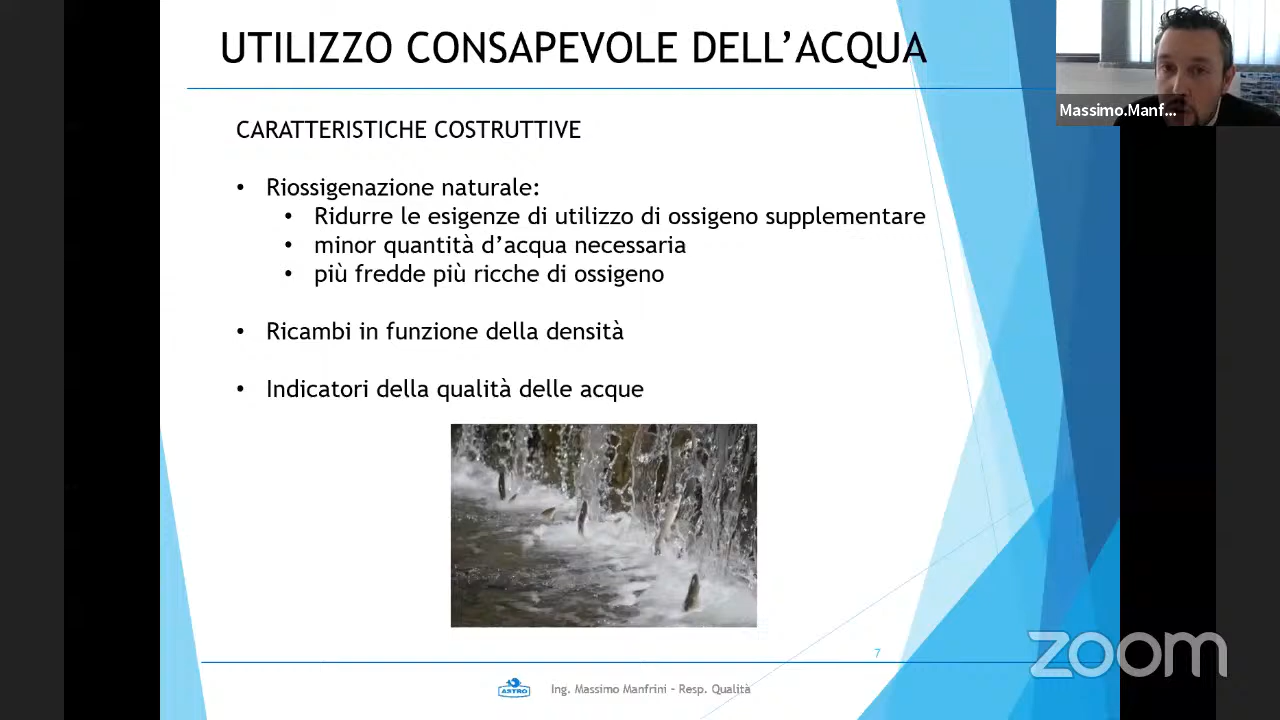 UTILIZZO CONSAPEVOLE DELL’ACQUA
Massimo.Manf...
CARATTERISTICHE COSTRUTTIVE
• Riossigenazione naturale:
• Ridurre le esigenze di utilizzo di ossigeno supplementare
• minor quantità d’acqua necessaria
• più fredde più ricche di ossigeno
• Ricambi in funzione della densità
• Indicatori della qualità delle acque
7
zoom
ASTRO
Ing. Massimo Manfrini - Resp. Qualità